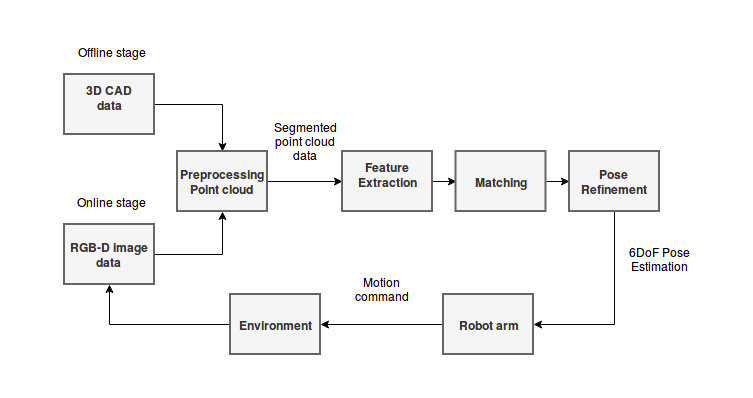 Offline stage
3D CAD
data
Segmented
point cloud
data
Preprocessing
Point cloud
Feature
Extraction
Matching
Pose
Refinement
Online stage
RGB-D image
data
6DoF Pose
Estimation
Motion
command
Environment
Robot arm